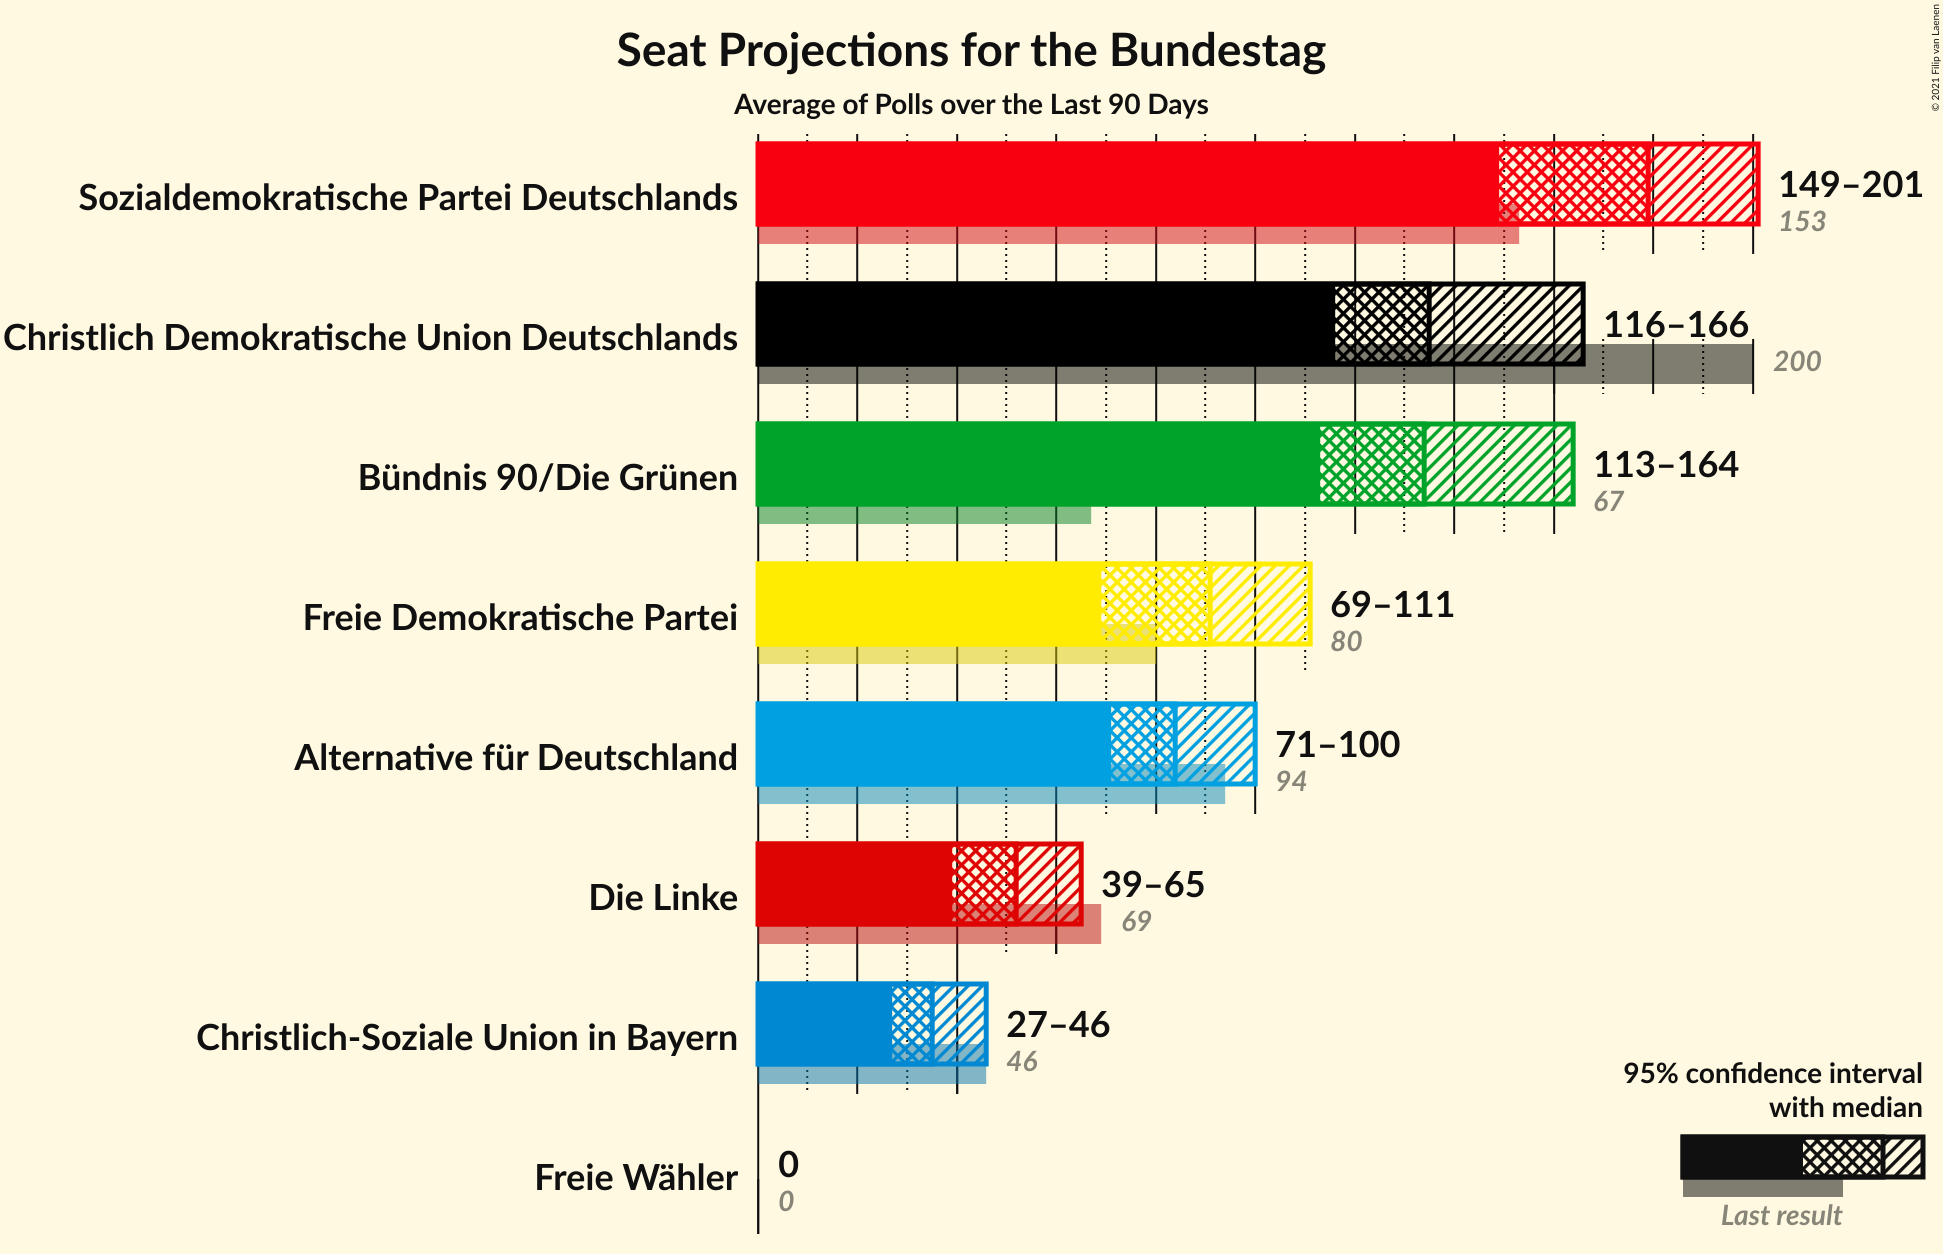 Seat Projections for the Bundestag
Average of Polls over the Last 90 Days
© 2021 Filip van Laenen
Sozialdemokratische Partei Deutschlands
149–201
153
Christlich Demokratische Union Deutschlands
116–166
200
Bündnis 90/Die Grünen
113–164
67
Freie Demokratische Partei
69–111
80
Alternative für Deutschland
71–100
94
Die Linke
39–65
69
Christlich-Soziale Union in Bayern
27–46
46
Freie Wähler
0
0
95% confidence interval
with median
Last result